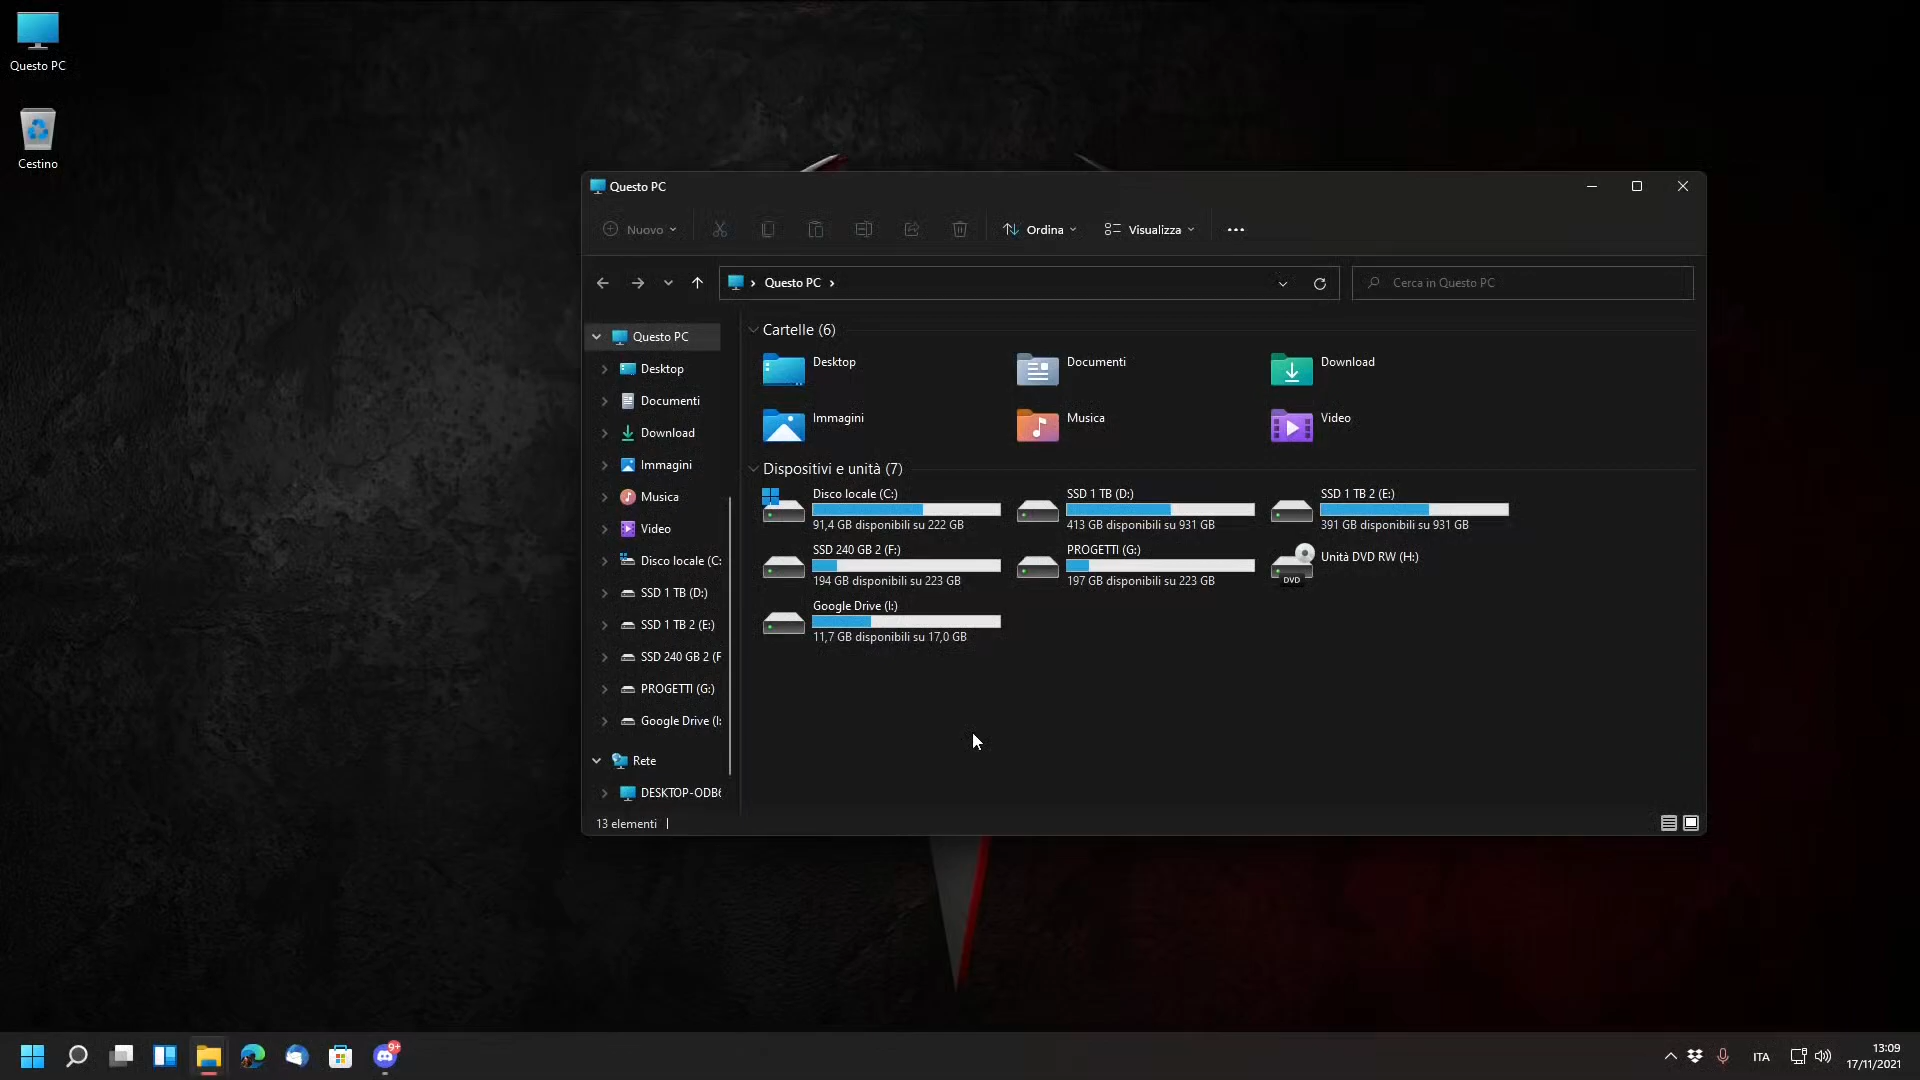 Questo PC
Cestino
Questo PC
Nuovo
Ordina
Visualizza
Questo PC
Cerca in Questo PC
Questo PC
Desktop
Documenti
Download
Immagini
Musica
Video
Disco locale (C:
SSD 1 TB (D:)
SSD 1 TB 2 (E:)
SSD 240 GB 2 (F
PROGETTI (G:)
Google Drive (I:
Rete
DESKTOP-ODB6
Cartelle (6)
Desktop
Documenti
Download
Immagini
Musica
Video
Dispositivi e unità (7)
Disco locale (C:)
91,4 GB disponibili su 222 GB
SSD 1 TB (D:)
413 GB disponibili su 931 GB
SSD 1 TB 2 (E:)
391 GB disponibili su 931 GB
SSD 240 GB 2 (F:)
194 GB disponibili su 223 GB
PROGETTI (G:)
197 GB disponibili su 223 GB
Unità DVD RW (H:)
DVD
Google Drive (I:)
11,7 GB disponibili su 17,0 GB
13 elementi
9+
ITA
13:09
17/11/2021